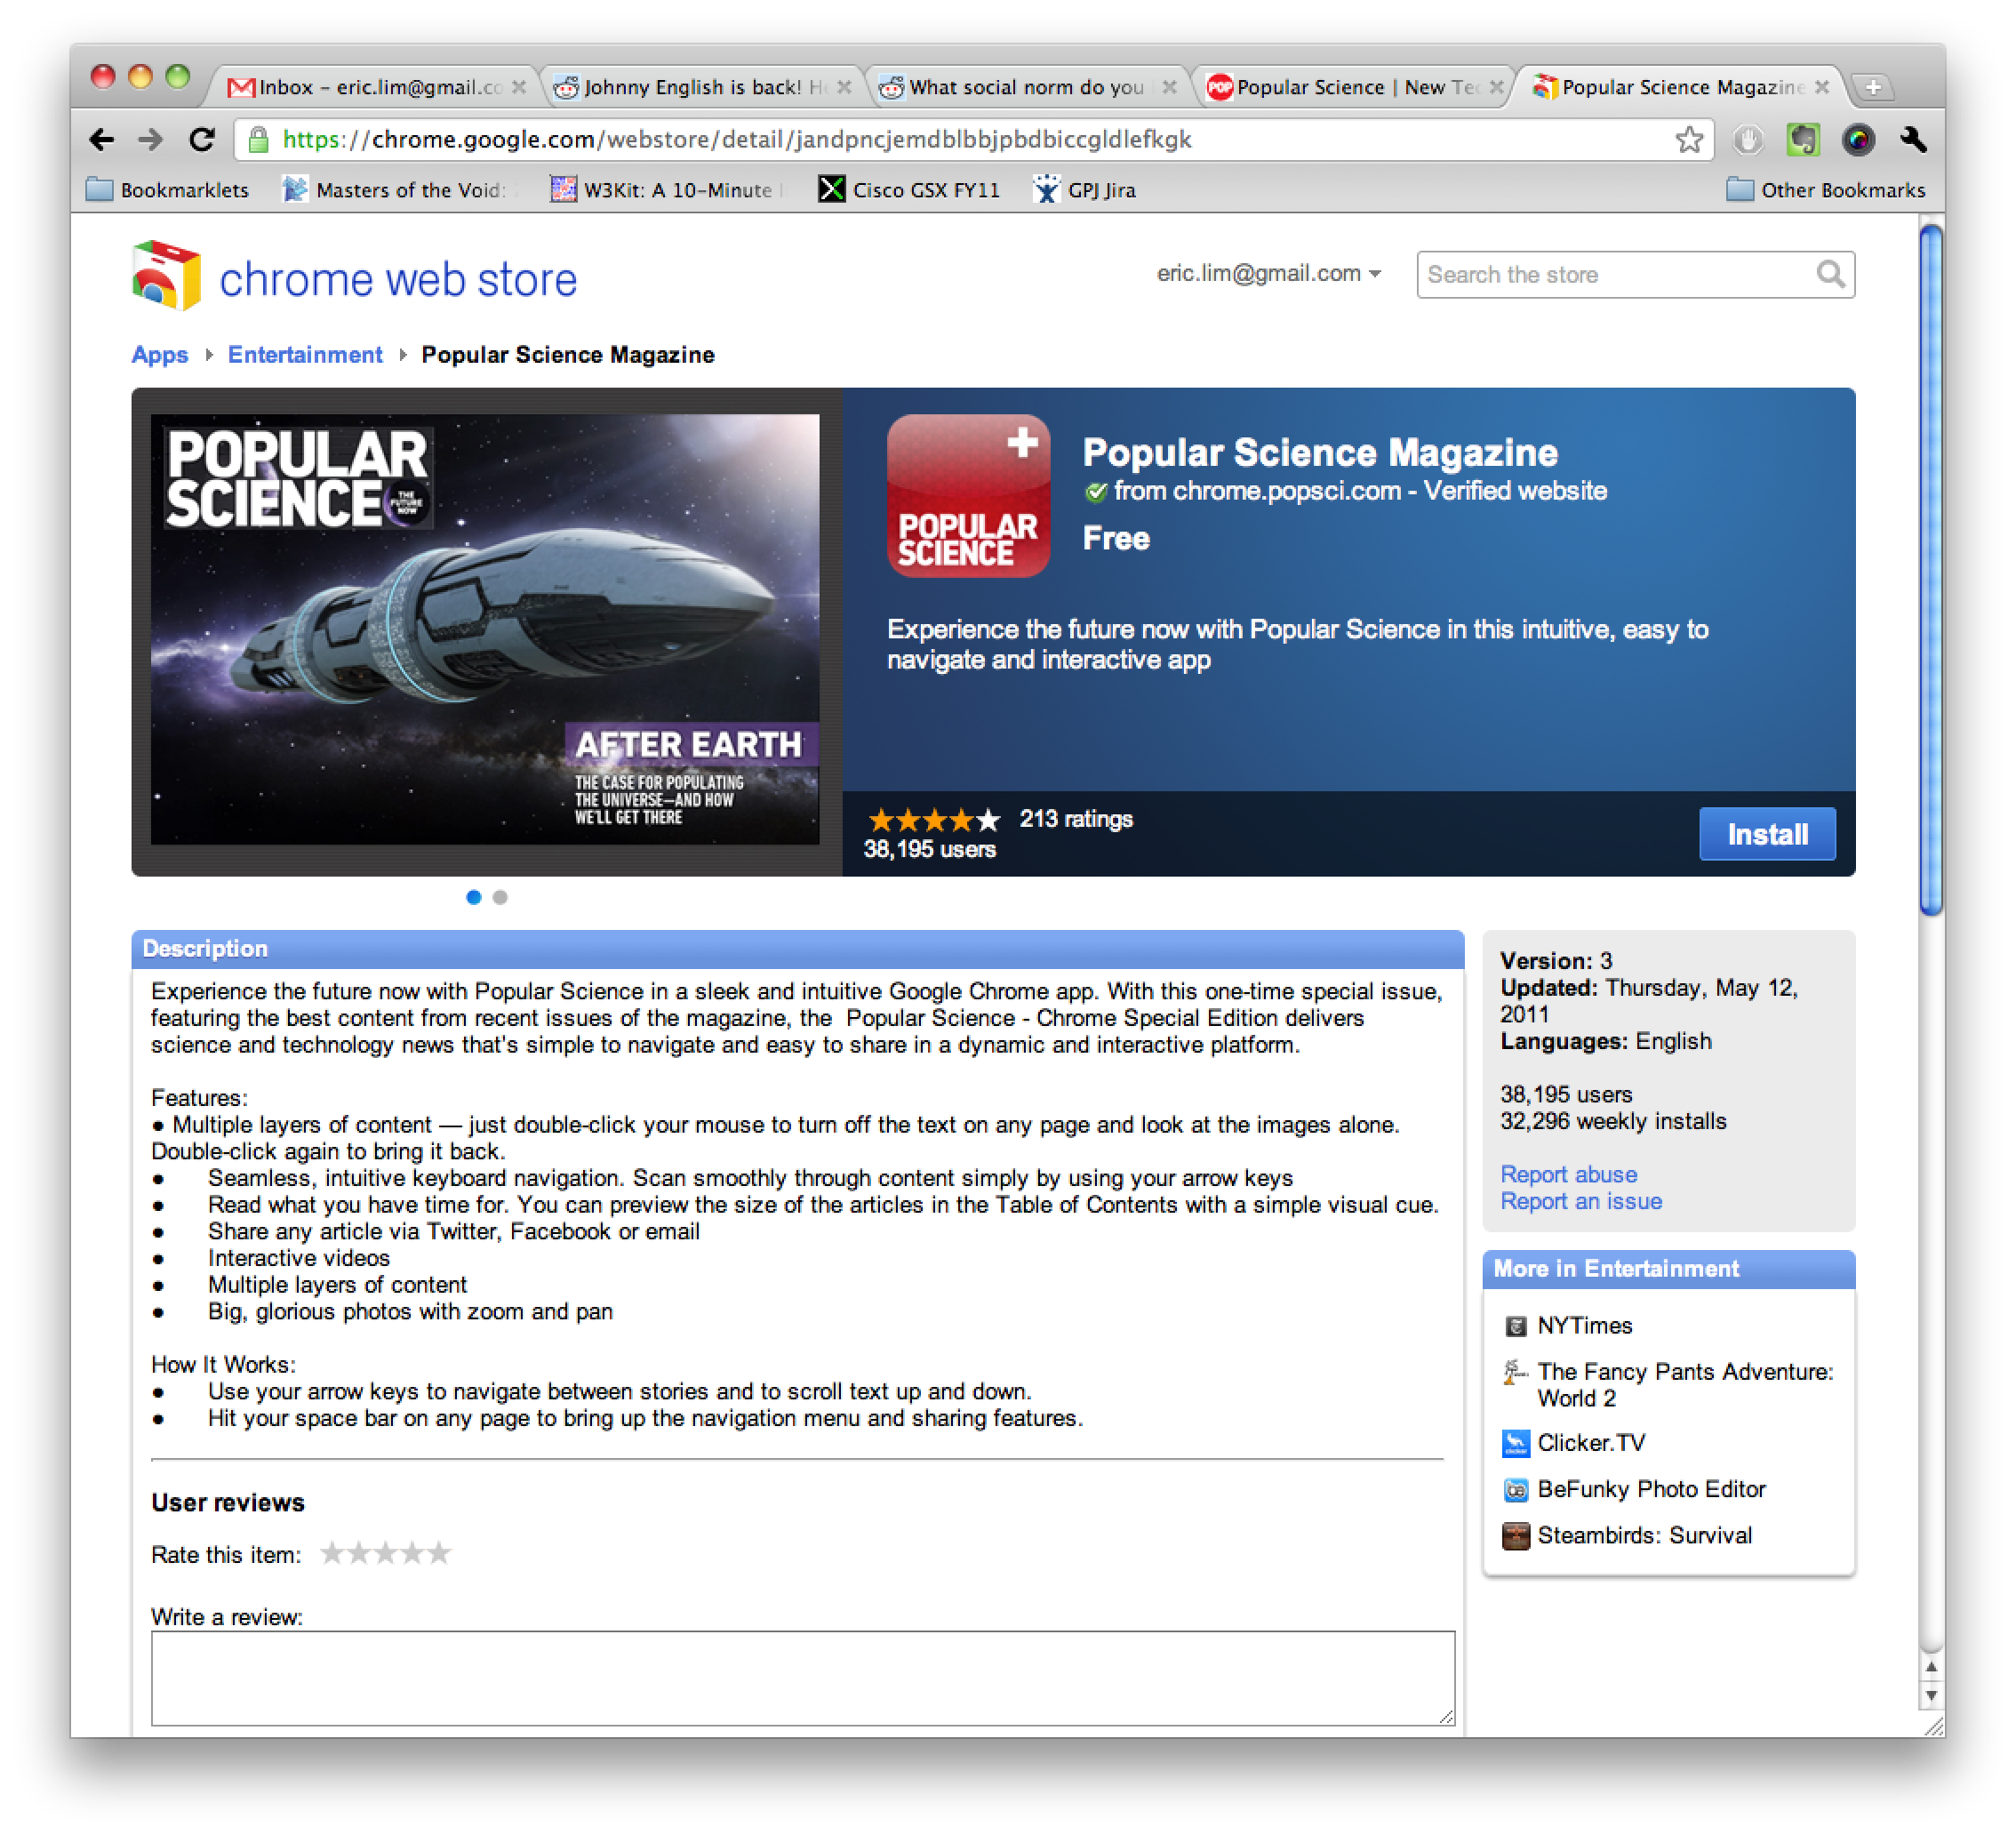 Inbox – eric.lim@gmail.co
Johnny English is back! H
What social norm do you
Popular Science | New Te
Popular Science Magazine
https://chrome.google.com/webstore/detail/jandpncjemdblbbjpbdbiccgldlefkgk
Bookmarklets
Masters of the Void:
W3Kit: A 10-Minute
Cisco GSX FY11
GPJ Jira
Other Bookmarks
chrome web store
eric.lim@gmail.com
Search the store
Apps
Entertainment
Popular Science Magazine
POPULAR
SCIENCE
THE
FUTURE
NOW
AFTER EARTH
THE CASE FOR POPULATING
THE UNIVERSE—AND HOW
WE'LL GET THERE
POPULAR
SCIENCE
Popular Science Magazine
from chrome.popsci.com - Verified website
Free
Experience the future now with Popular Science in this intuitive, easy to
navigate and interactive app
213 ratings
38,195 users
Install
Description
Experience the future now with Popular Science in a sleek and intuitive Google Chrome app. With this one-time special issue,
featuring the best content from recent issues of the magazine, the  Popular Science - Chrome Special Edition delivers
science and technology news that's simple to navigate and easy to share in a dynamic and interactive platform.
Features:
● Multiple layers of content — just double-click your mouse to turn off the text on any page and look at the images alone.
Double-click again to bring it back.
● Seamless, intuitive keyboard navigation. Scan smoothly through content simply by using your arrow keys
● Read what you have time for. You can preview the size of the articles in the Table of Contents with a simple visual cue.
● Share any article via Twitter, Facebook or email
● Interactive videos
● Multiple layers of content
● Big, glorious photos with zoom and pan
How It Works:
● Use your arrow keys to navigate between stories and to scroll text up and down.
● Hit your space bar on any page to bring up the navigation menu and sharing features.
User reviews
Rate this item:
Write a review:
Version: 3
Updated: Thursday, May 12,
2011
Languages: English
38,195 users
32,296 weekly installs
Report abuse
Report an issue
More in Entertainment
NYTimes
The Fancy Pants Adventure:
World 2
Clicker.TV
BeFunky Photo Editor
Steambirds: Survival